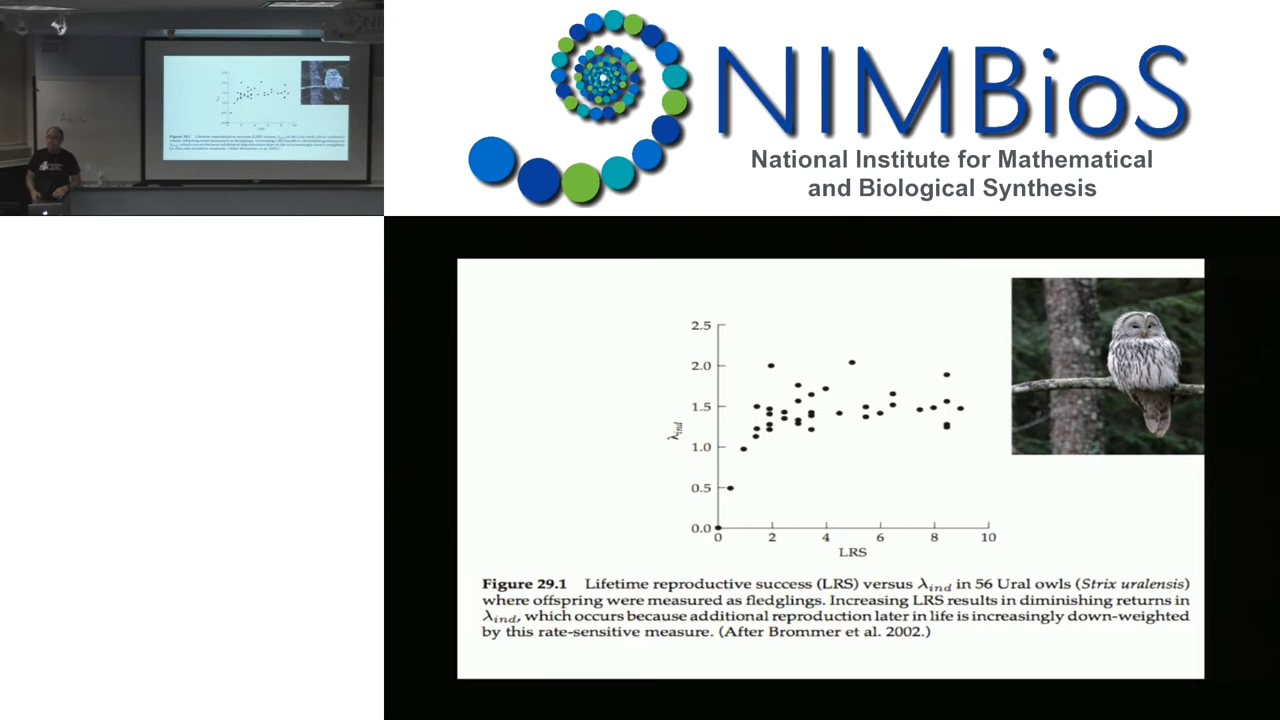 NIMBioS
National Institute for Mathematical
and Biological Synthesis
2.5
2.0
1.5
1.0
0.5
0.0
λind
0 2 4 6 8 10
LRS
Figure 29.1 Lifetime reproductive success (LRS) versus λind in 56 Ural owls (Strix uralensis)
where offspring were measured as fledglings. Increasing LRS results in diminishing returns in
λind, which occurs because additional reproduction later in life is increasingly down-weighted
by this rate-sensitive measure. (After Brommer et al. 2002.)